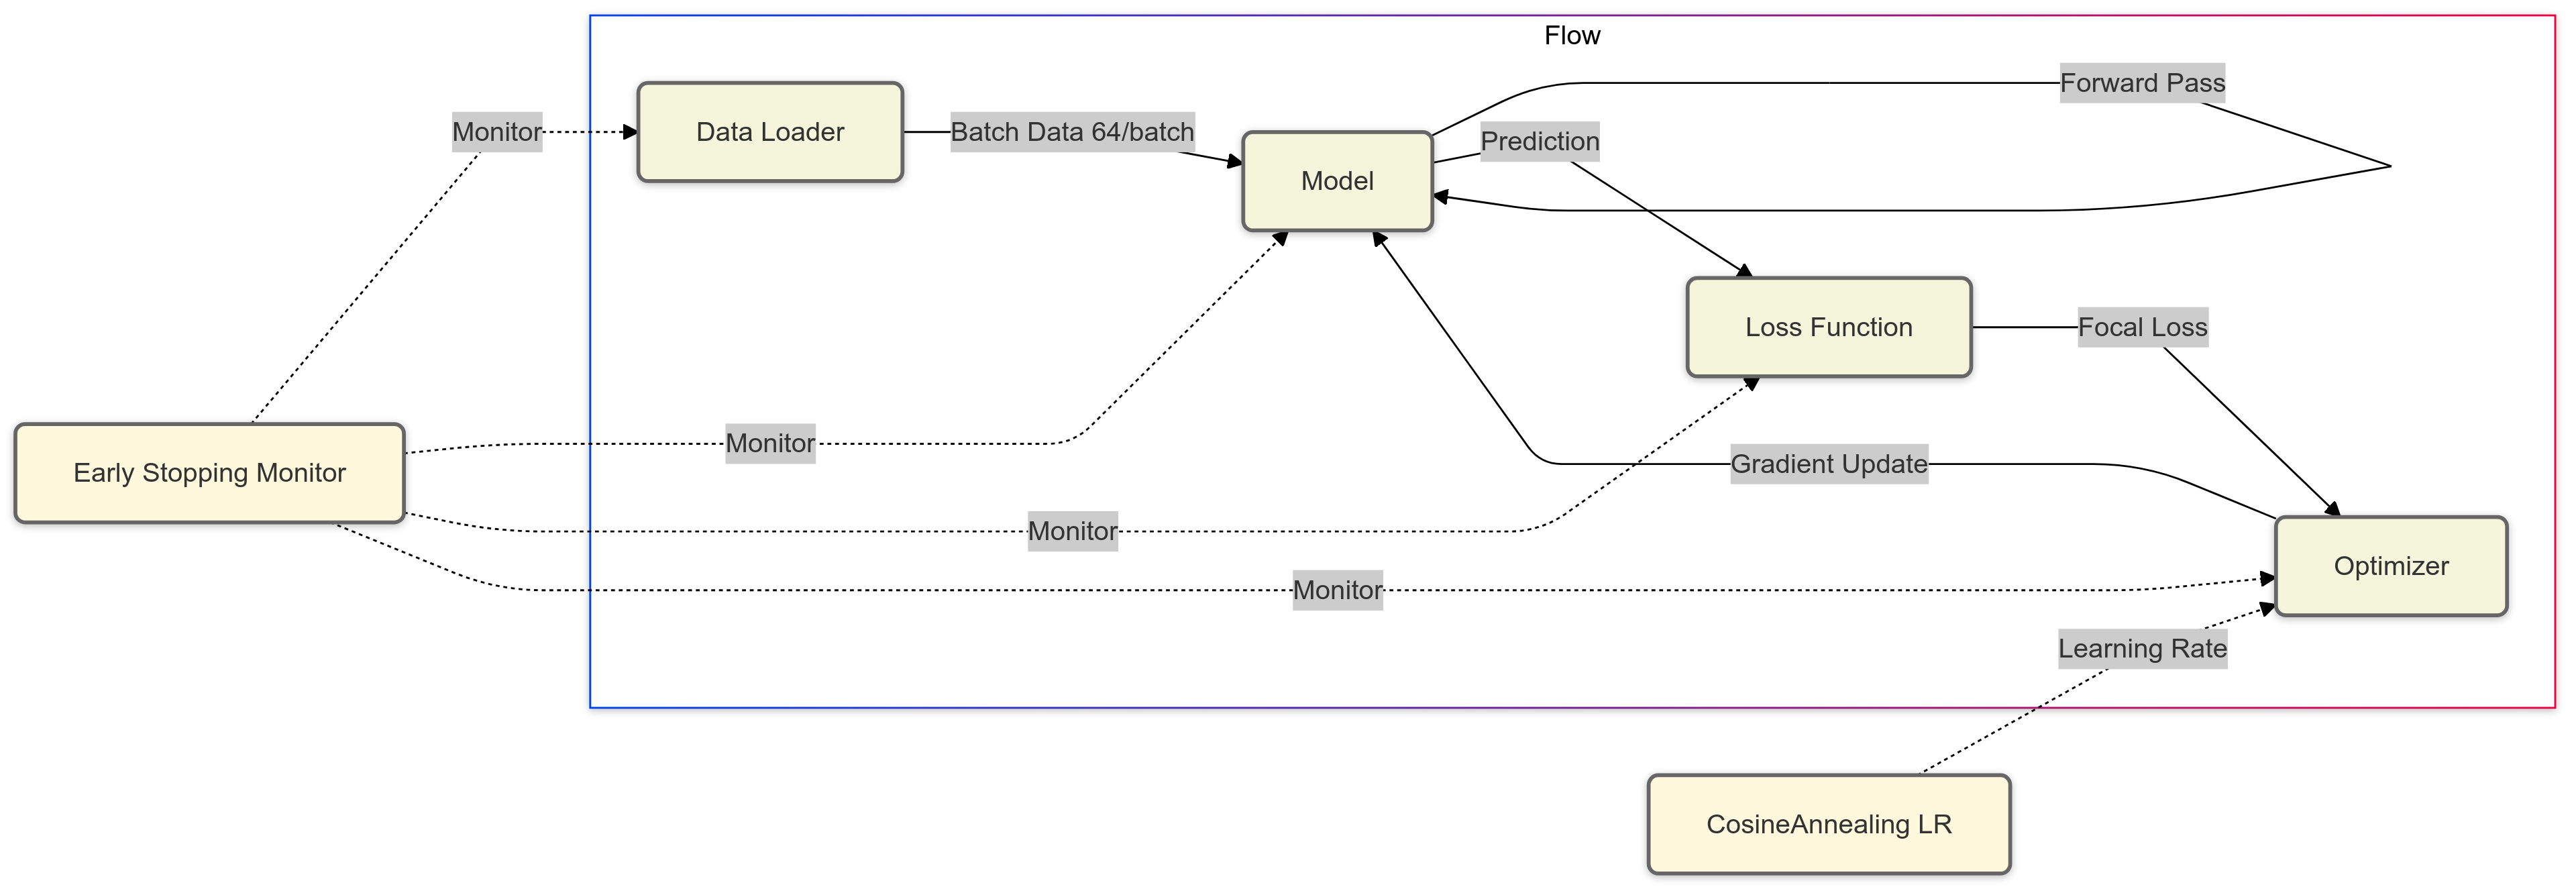 Flow
Forward Pass
Monitor
Data Loader
Batch Data 64/batch
Prediction
Model
Loss Function
Focal Loss
Monitor
Gradient Update
Early Stopping Monitor
Monitor
Optimizer
Monitor
Learning Rate
CosineAnnealing LR